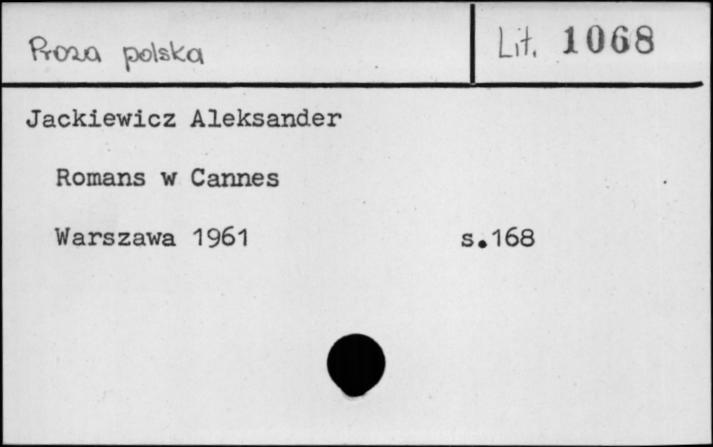 Proza polska
Lit. 1068
Jackiewicz Aleksander
Romans w Cannes
Warszawa 1961 s.168